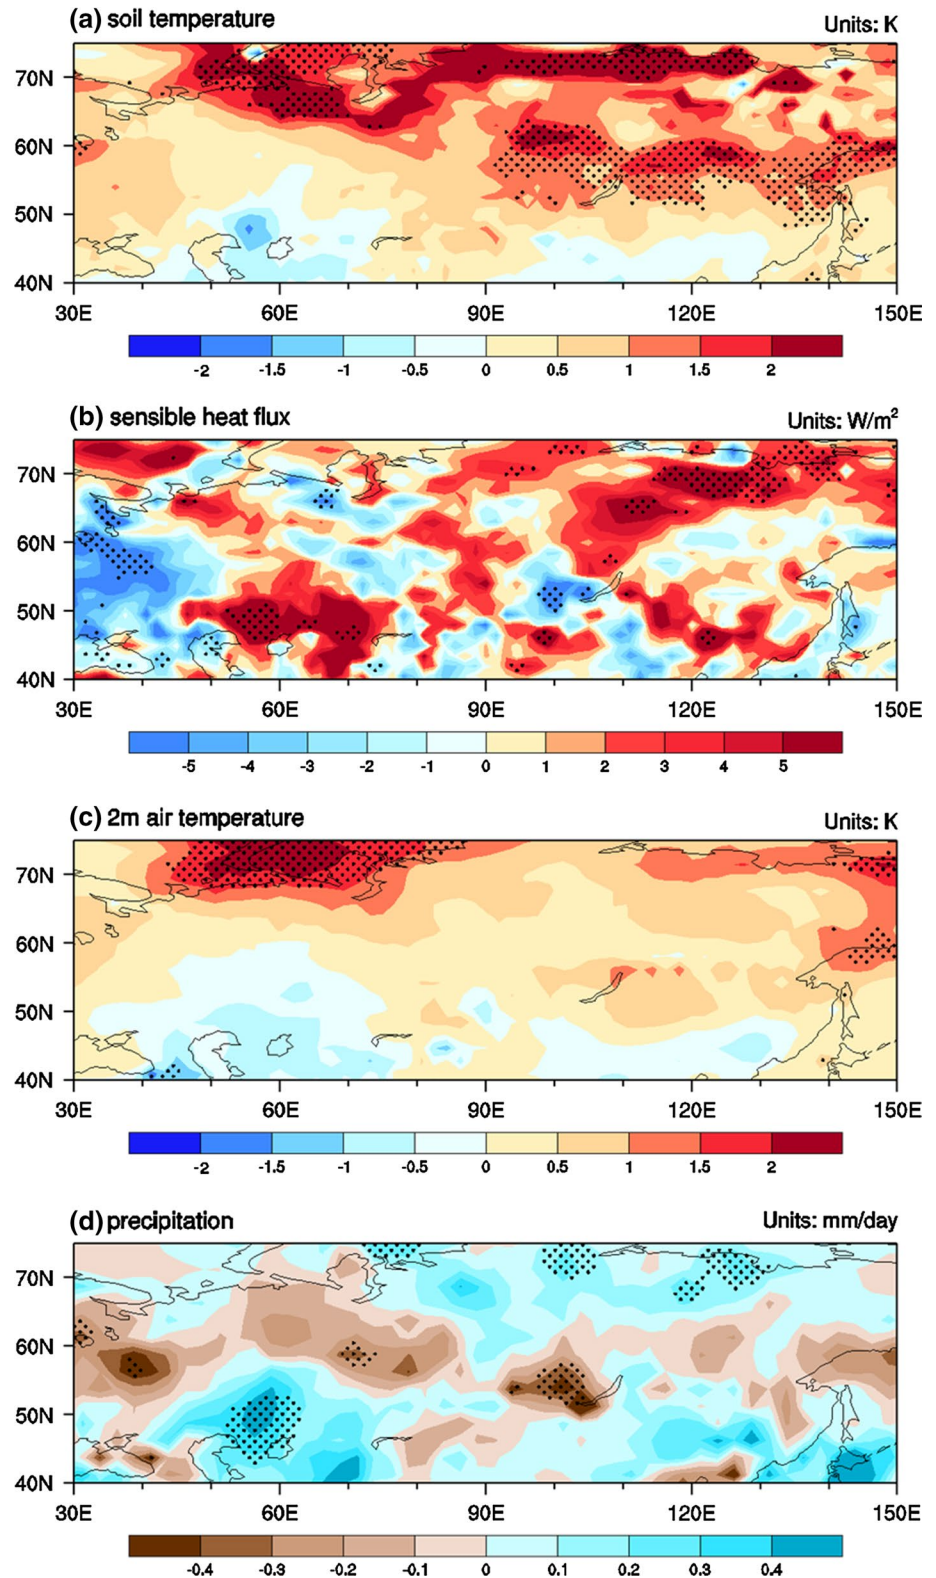 (a) soil temperature Units: K
70N
60N
50N
40N
30E 60E 90E 120E 150E
-2 -1.5 -1 -0.5 0 0.5 1 1.5 2
(b) sensible heat flux Units: W/m²
70N
60N
50N
40N
30E 60E 90E 120E 150E
-5 -4 -3 -2 -1 0 1 2 3 4 5
(c) 2m air temperature Units: K
70N
60N
50N
40N
30E 60E 90E 120E 150E
-2 -1.5 -1 -0.5 0 0.5 1 1.5 2
(d) precipitation Units: mm/day
70N
60N
50N
40N
30E 60E 90E 120E 150E
-0.4 -0.3 -0.2 -0.1 0 0.1 0.2 0.3 0.4